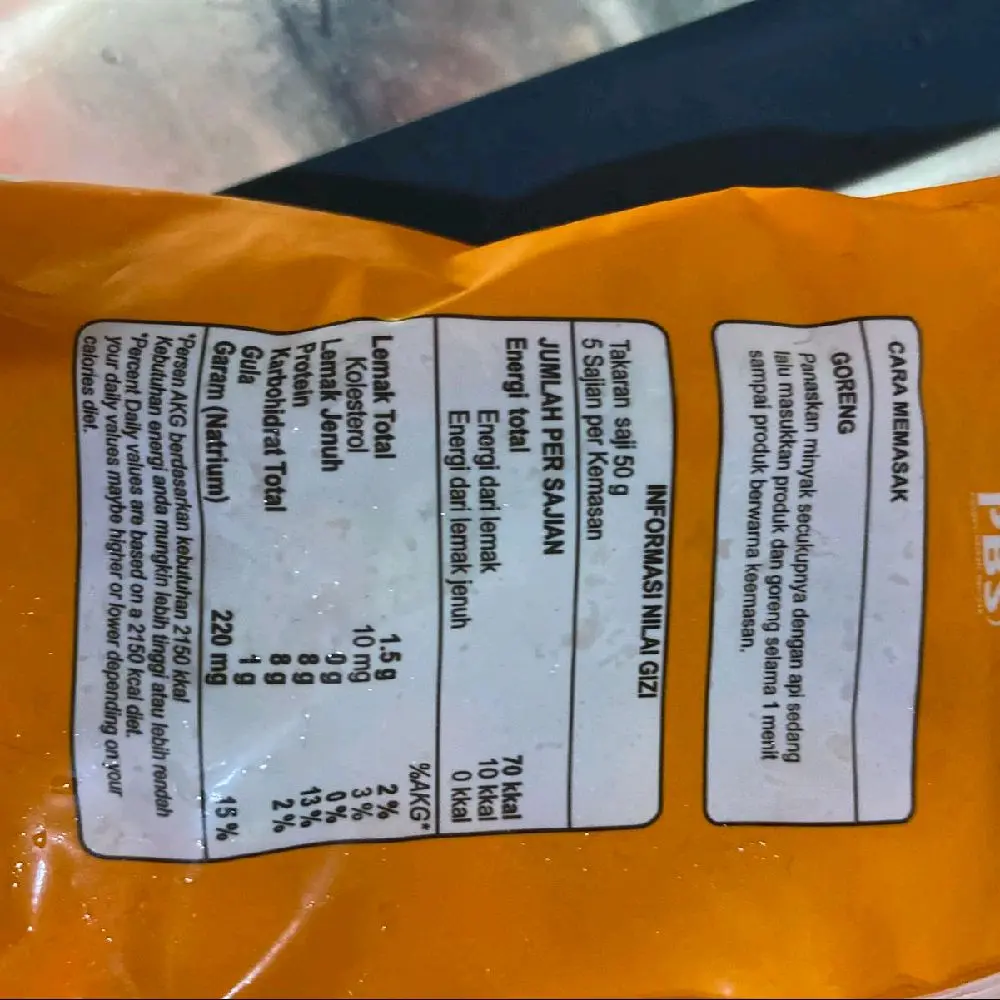 PBS
CARA MEMASAK
GORENG
Panaskan minyak secukupnya dengan api sedang
lalu masukkan produk dan goreng selama 1 menit
sampai produk berwarna keemasan.
INFORMASI NILAI GIZI
Takaran saji 50 g
5 Sajian per Kemasan
JUMLAH PER SAJIAN
Energi total 70 kkal
Energi dari lemak 10 kkal
Energi dari lemak jenuh 0 kkal
%AKG*
Lemak Total 1.5 g 2 %
Kolesterol 10 mg 3 %
Lemak Jenuh 0 g 0 %
Protein 8 g 13 %
Karbohidrat Total 8 g 2 %
Gula 1 g
Garam (Natrium) 220 mg 15 %
*Persen AKG berdasarkan kebutuhan 2150 kkal
Kebutuhan energi anda mungkin lebih tinggi atau lebih rendah
*Percent Daily values are based on a 2150 kcal diet.
your daily values maybe higher or lower depending on your
calories diet.